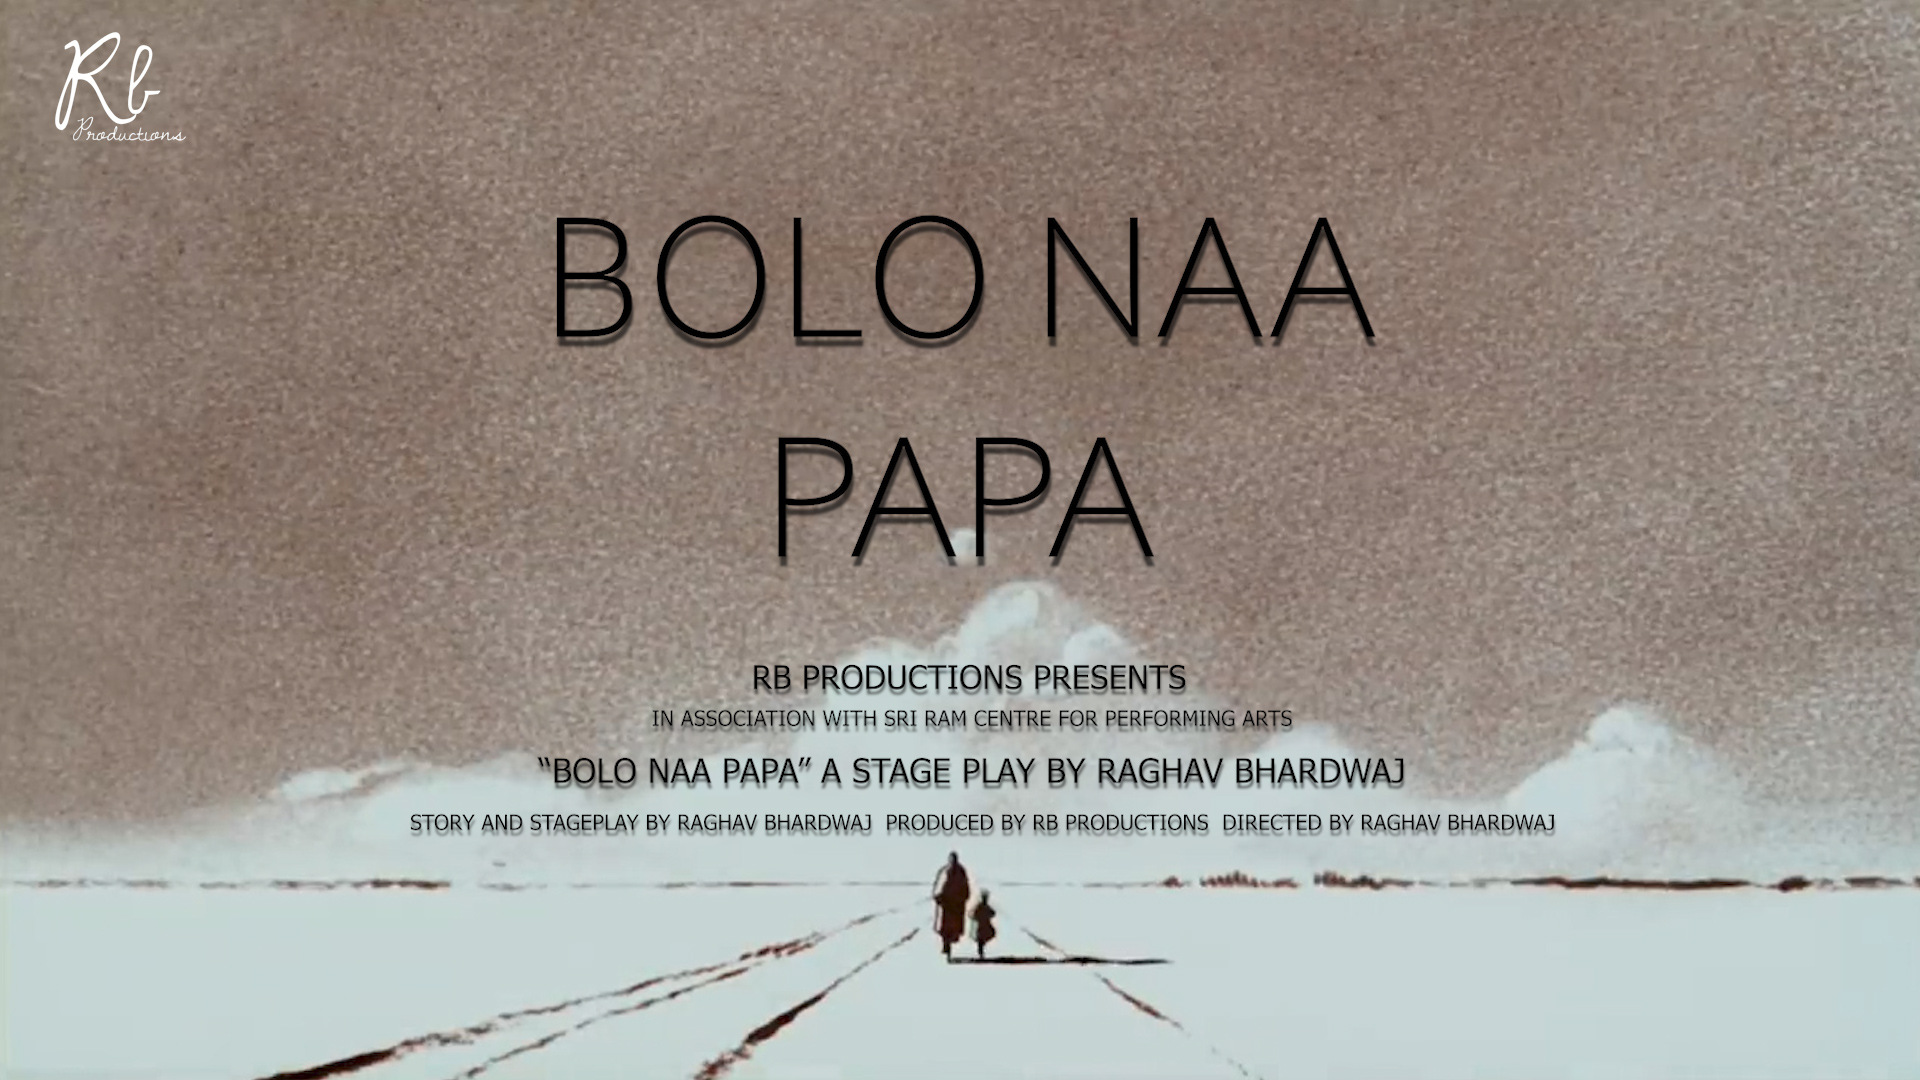 Rb
Productions
BOLO NAA
PAPA
RB PRODUCTIONS PRESENTS
IN ASSOCIATION WITH SRI RAM CENTRE FOR PERFORMING ARTS
“BOLO NAA PAPA” A STAGE PLAY BY RAGHAV BHARDWAJ
STORY AND STAGEPLAY BY RAGHAV BHARDWAJ PRODUCED BY RB PRODUCTIONS DIRECTED BY RAGHAV BHARDWAJ